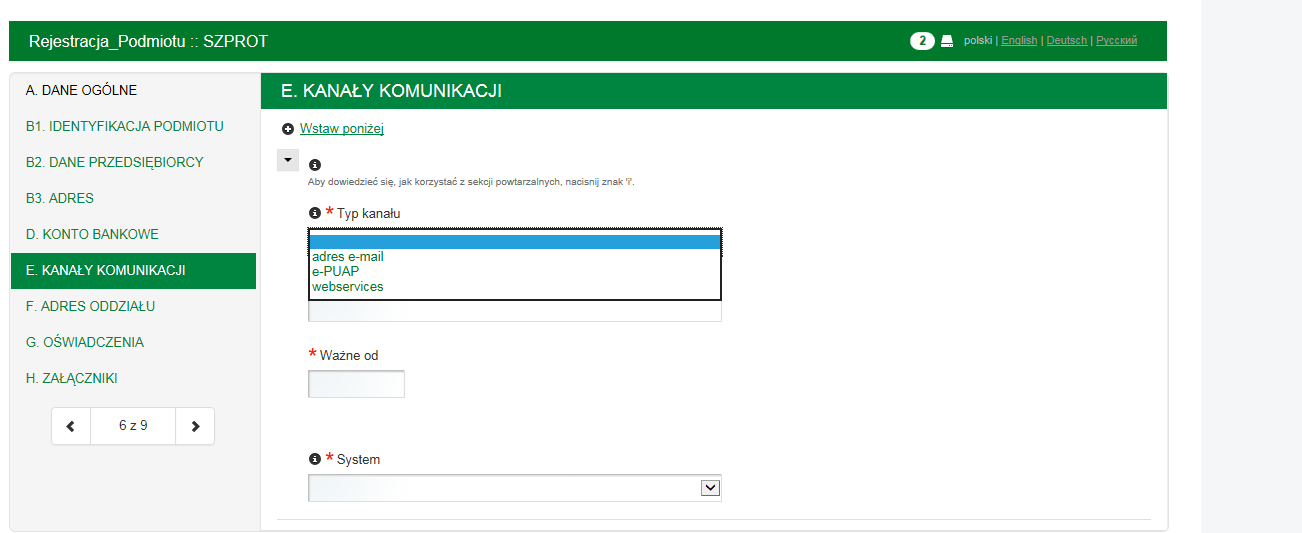 Rejestracja_Podmiotu :: SZPROT
2 polski | English | Deutsch | Русский
A. DANE OGÓLNE
B1. IDENTYFIKACJA PODMIOTU
B2. DANE PRZEDSIĘBIORCY
B3. ADRES
D. KONTO BANKOWE
E. KANAŁY KOMUNIKACJI
F. ADRES ODDZIAŁU
G. OŚWIADCZENIA
H. ZAŁĄCZNIKI
6 z 9
E. KANAŁY KOMUNIKACJI
Wstaw poniżej
Aby dowiedzieć się, jak korzystać z sekcji powtarzalnych, nacisnij znak 'i'.
* Typ kanału
adres e-mail
e-PUAP
webservices
* Ważne od
* System